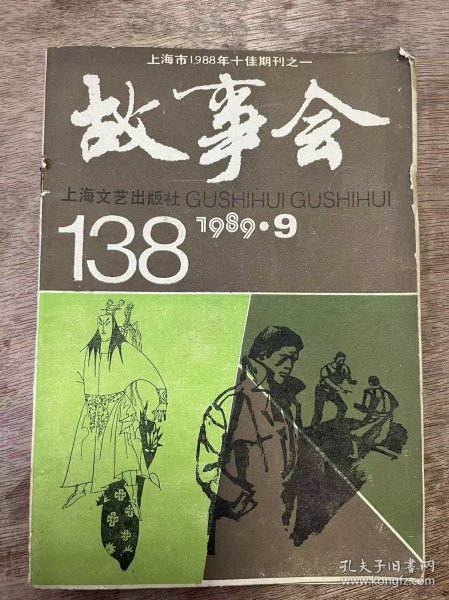 上海市1988年十佳期刊之一
故事会
上海文艺出版社 GUSHIHUI GUSHIHUI
138 1989·9
孔夫子旧书网
www.kongfz.com